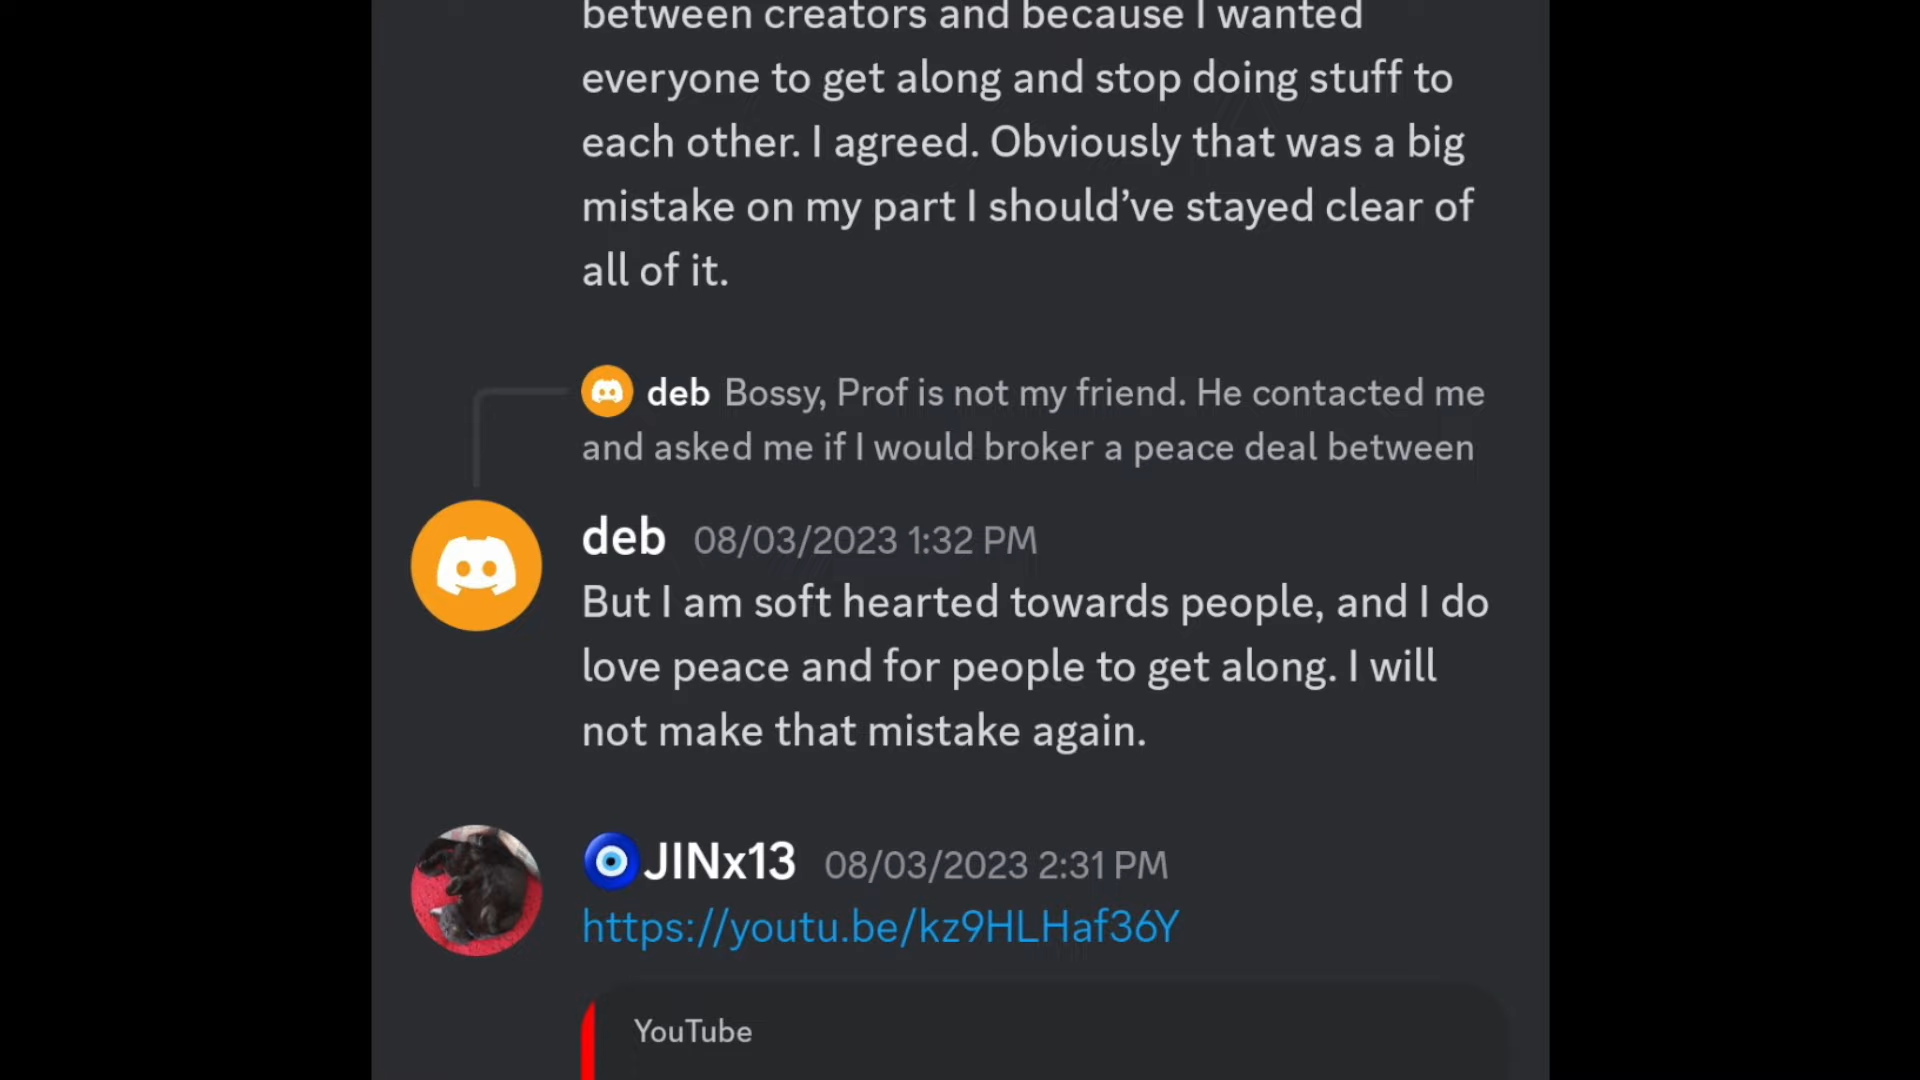 between creators and because I wanted
everyone to get along and stop doing stuff to
each other. I agreed. Obviously that was a big
mistake on my part I should’ve stayed clear of
all of it.
deb Bossy, Prof is not my friend. He contacted me
and asked me if I would broker a peace deal between
deb 08/03/2023 1:32 PM
But I am soft hearted towards people, and I do
love peace and for people to get along. I will
not make that mistake again.
🧿JINx13 08/03/2023 2:31 PM
https://youtu.be/kz9HLHaf36Y
YouTube